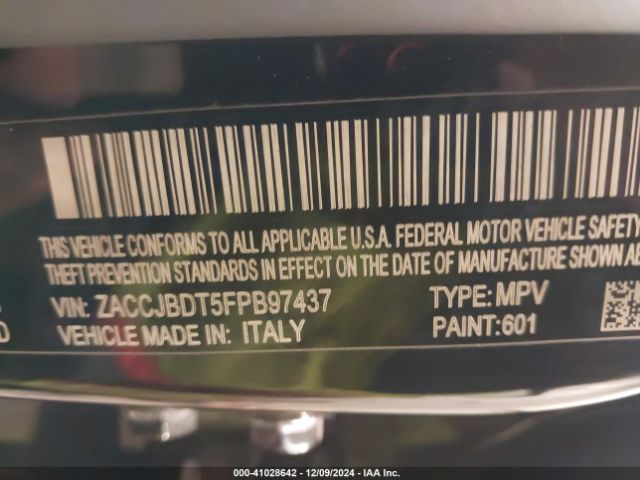 THIS VEHICLE CONFORMS TO ALL APPLICABLE U.S.A. FEDERAL MOTOR VEHICLE SAFETY
THEFT PREVENTION STANDARDS IN EFFECT ON THE DATE OF MANUFACTURE SHOWN
VIN: ZACCJBDT5FPB97437 TYPE: MPV
VEHICLE MADE IN: ITALY PAINT: 601
000-41028642 | 12/09/2024 | IAA Inc.